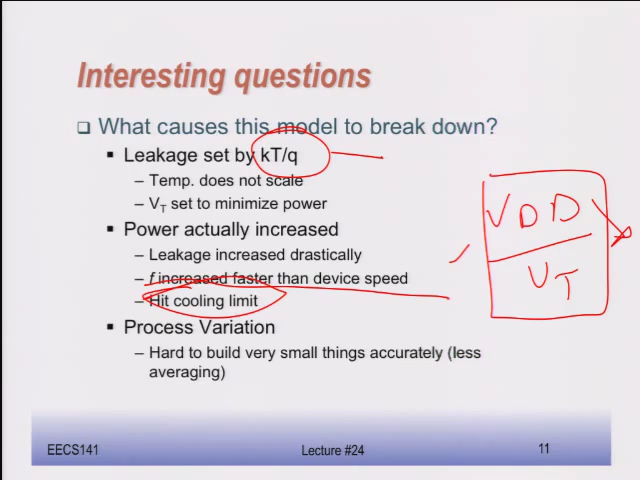 Interesting questions
❑ What causes this model to break down?
▪ Leakage set by kT/q
– Temp. does not scale
– VT set to minimize power
▪ Power actually increased
– Leakage increased drastically
– f increased faster than device speed
– Hit cooling limit
▪ Process Variation
– Hard to build very small things accurately (less
averaging)
VDD
VT
EECS141
Lecture #24
11